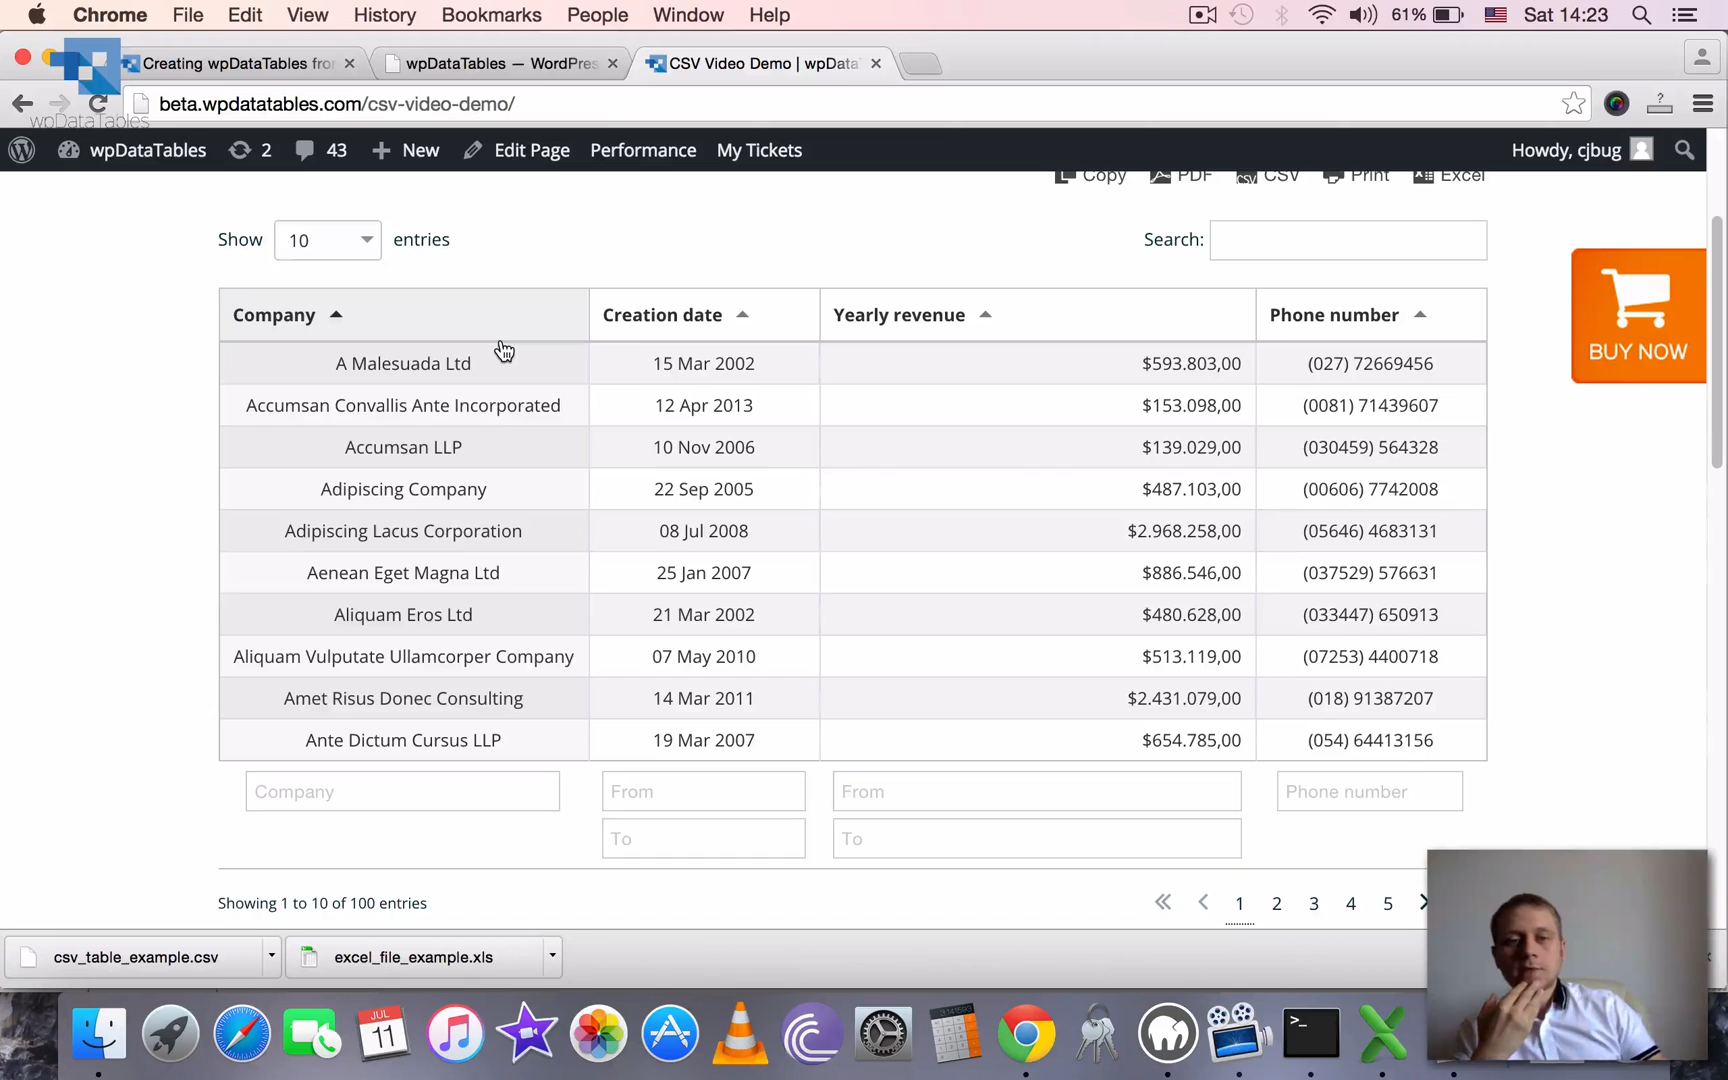 Chrome File Edit View History Bookmarks People Window Help 61% Sat 14:23
Creating wpDataTables fro wpDataTables — WordPres CSV Video Demo | wpData
beta.wpdatatables.com/csv-video-demo/
wpDataTables
wpDataTables 2 43 New Edit Page Performance My Tickets Howdy, cjbug
Copy PDF CSV Print Excel
Show 10 entries Search:
BUY NOW
Company Creation date Yearly revenue Phone number
A Malesuada Ltd 15 Mar 2002 $593.803,00 (027) 72669456
Accumsan Convallis Ante Incorporated 12 Apr 2013 $153.098,00 (0081) 71439607
Accumsan LLP 10 Nov 2006 $139.029,00 (030459) 564328
Adipiscing Company 22 Sep 2005 $487.103,00 (00606) 7742008
Adipiscing Lacus Corporation 08 Jul 2008 $2.968.258,00 (05646) 4683131
Aenean Eget Magna Ltd 25 Jan 2007 $886.546,00 (037529) 576631
Aliquam Eros Ltd 21 Mar 2002 $480.628,00 (033447) 650913
Aliquam Vulputate Ullamcorper Company 07 May 2010 $513.119,00 (07253) 4400718
Amet Risus Donec Consulting 14 Mar 2011 $2.431.079,00 (018) 91387207
Ante Dictum Cursus LLP 19 Mar 2007 $654.785,00 (054) 64413156
Company From From Phone number
To To
Showing 1 to 10 of 100 entries 1 2 3 4 5
csv_table_example.csv excel_file_example.xls
JUL
11